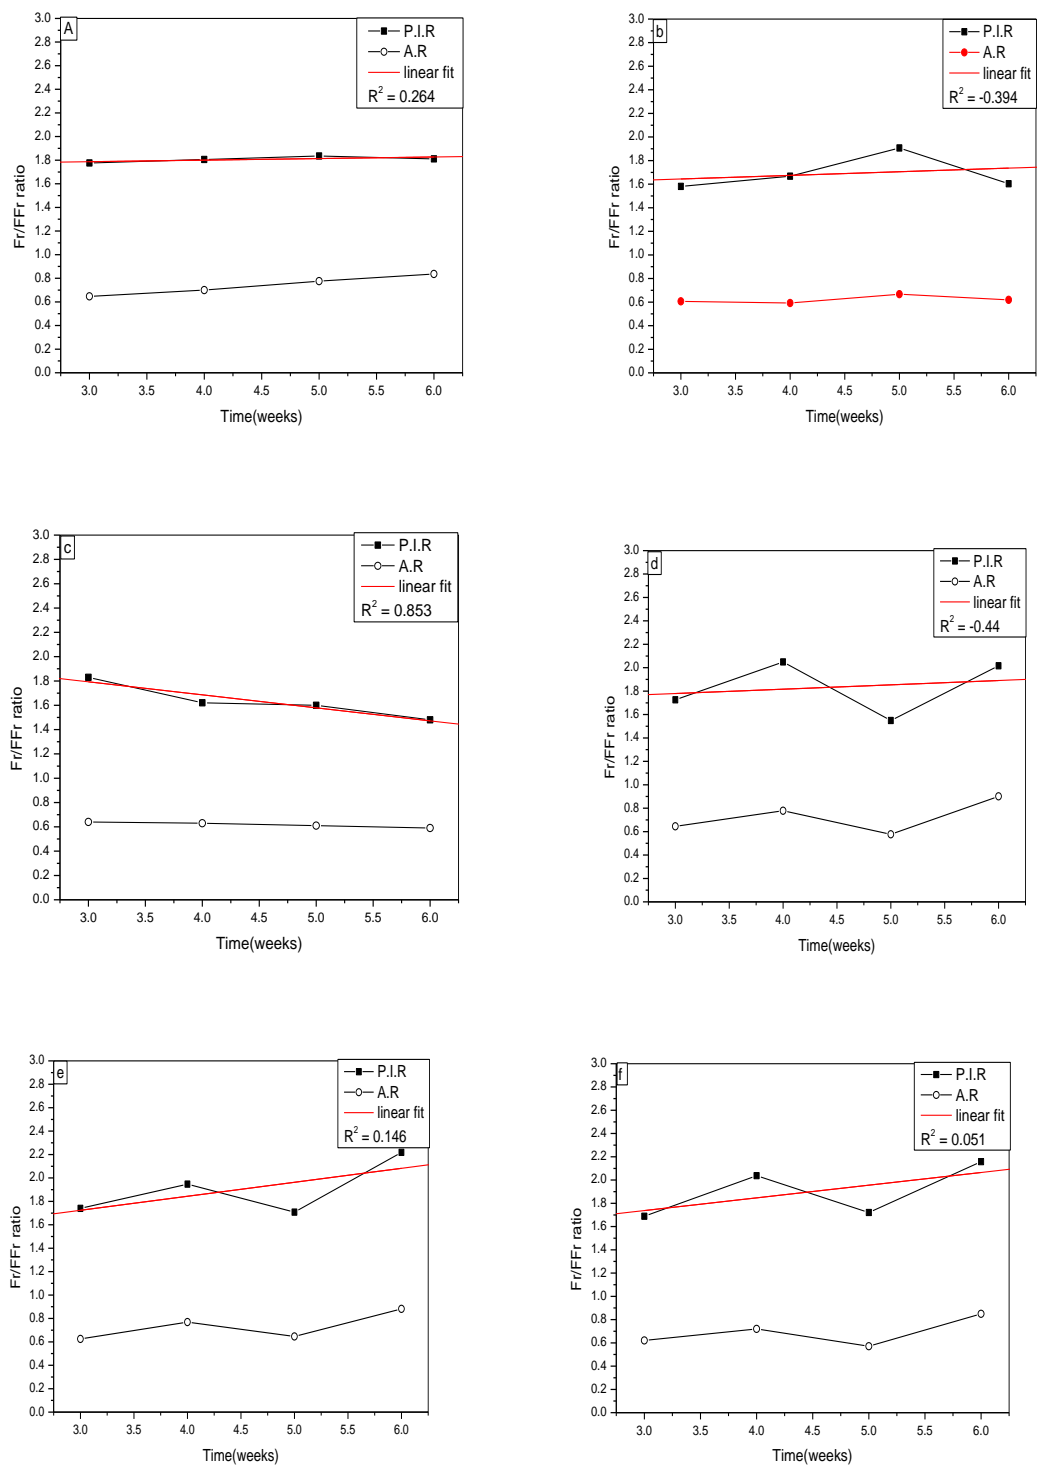 A
P.I.R
A.R
linear fit
R2 = 0.264
3.0
2.8
2.6
2.4
2.2
2.0
1.8
1.6
1.4
1.2
1.0
0.8
0.6
0.4
0.2
0.0
Fr/FFr ratio
3.0 3.5 4.0 4.5 5.0 5.5 6.0
Time(weeks)
b
P.I.R
A.R
linear fit
R2 = -0.394
3.0
2.8
2.6
2.4
2.2
2.0
1.8
1.6
1.4
1.2
1.0
0.8
0.6
0.4
0.2
0.0
Fr/FFr ratio
3.0 3.5 4.0 4.5 5.0 5.5 6.0
Time(weeks)
c
P.I.R
A.R
linear fit
R2 = 0.853
3.0
2.8
2.6
2.4
2.2
2.0
1.8
1.6
1.4
1.2
1.0
0.8
0.6
0.4
0.2
0.0
Fr/FFr ratio
3.0 3.5 4.0 4.5 5.0 5.5 6.0
Time(weeks)
d
P.I.R
A.R
linear fit
R2 = -0.44
3.0
2.8
2.6
2.4
2.2
2.0
1.8
1.6
1.4
1.2
1.0
0.8
0.6
0.4
0.2
0.0
Fr/FFr ratio
3.0 3.5 4.0 4.5 5.0 5.5 6.0
Time(weeks)
e
P.I.R
A.R
linear fit
R2 = 0.146
3.0
2.8
2.6
2.4
2.2
2.0
1.8
1.6
1.4
1.2
1.0
0.8
0.6
0.4
0.2
0.0
Fr/FFr ratio
3.0 3.5 4.0 4.5 5.0 5.5 6.0
Time(weeks)
f
P.I.R
A.R
linear fit
R2 = 0.051
3.0
2.8
2.6
2.4
2.2
2.0
1.8
1.6
1.4
1.2
1.0
0.8
0.6
0.4
0.2
0.0
Fr/FFr ratio
3.0 3.5 4.0 4.5 5.0 5.5 6.0
Time(weeks)